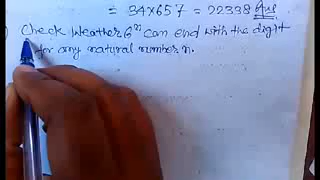 = 34×657 = 22338 Ans
) Check Weather 6ⁿ can end with the digit
for any natural number n.